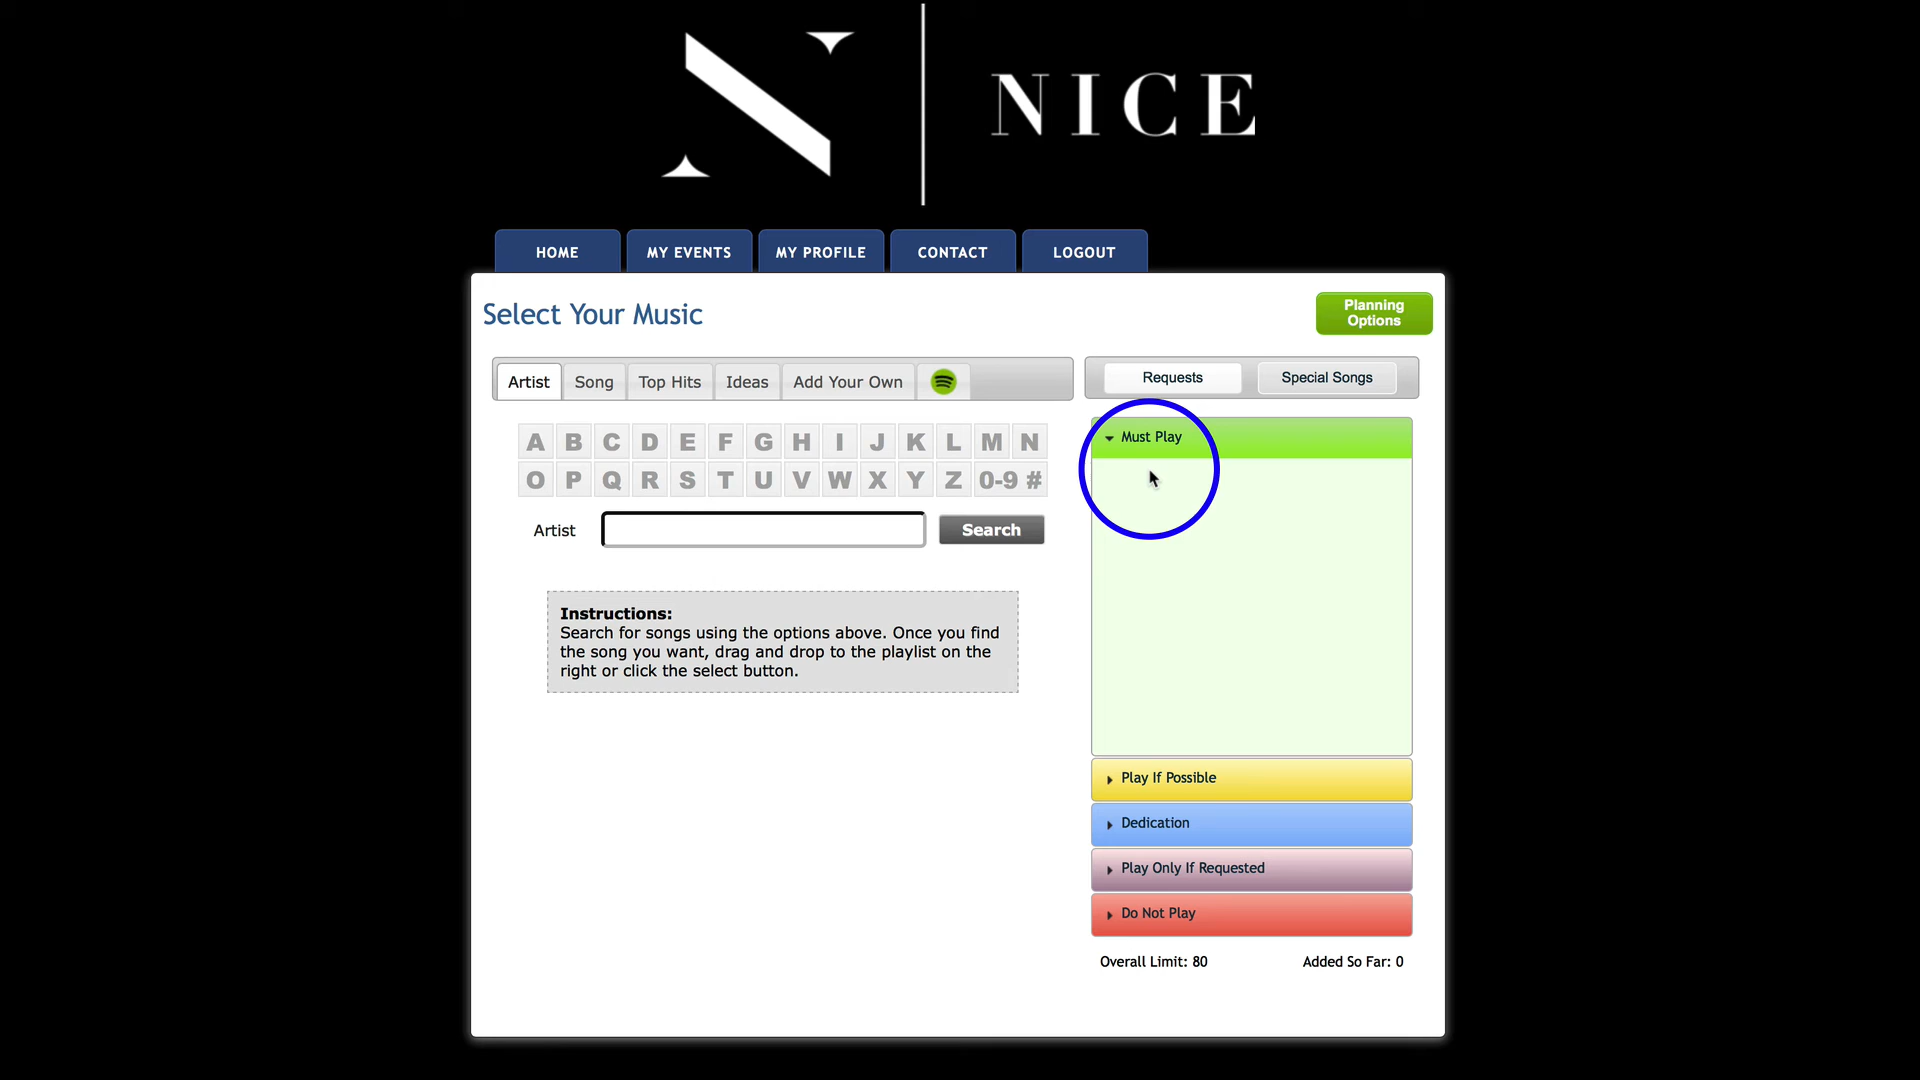 NICE
HOME
MY EVENTS
MY PROFILE
CONTACT
LOGOUT
Select Your Music
Planning
Options
Artist
Song
Top Hits
Ideas
Add Your Own
Requests
Special Songs
A B C D E F G H I J K L M N
O P Q R S T U V W X Y Z 0-9 #
Artist
Search
Instructions:
Search for songs using the options above. Once you find
the song you want, drag and drop to the playlist on the
right or click the select button.
Must Play
Play If Possible
Dedication
Play Only If Requested
Do Not Play
Overall Limit: 80
Added So Far: 0